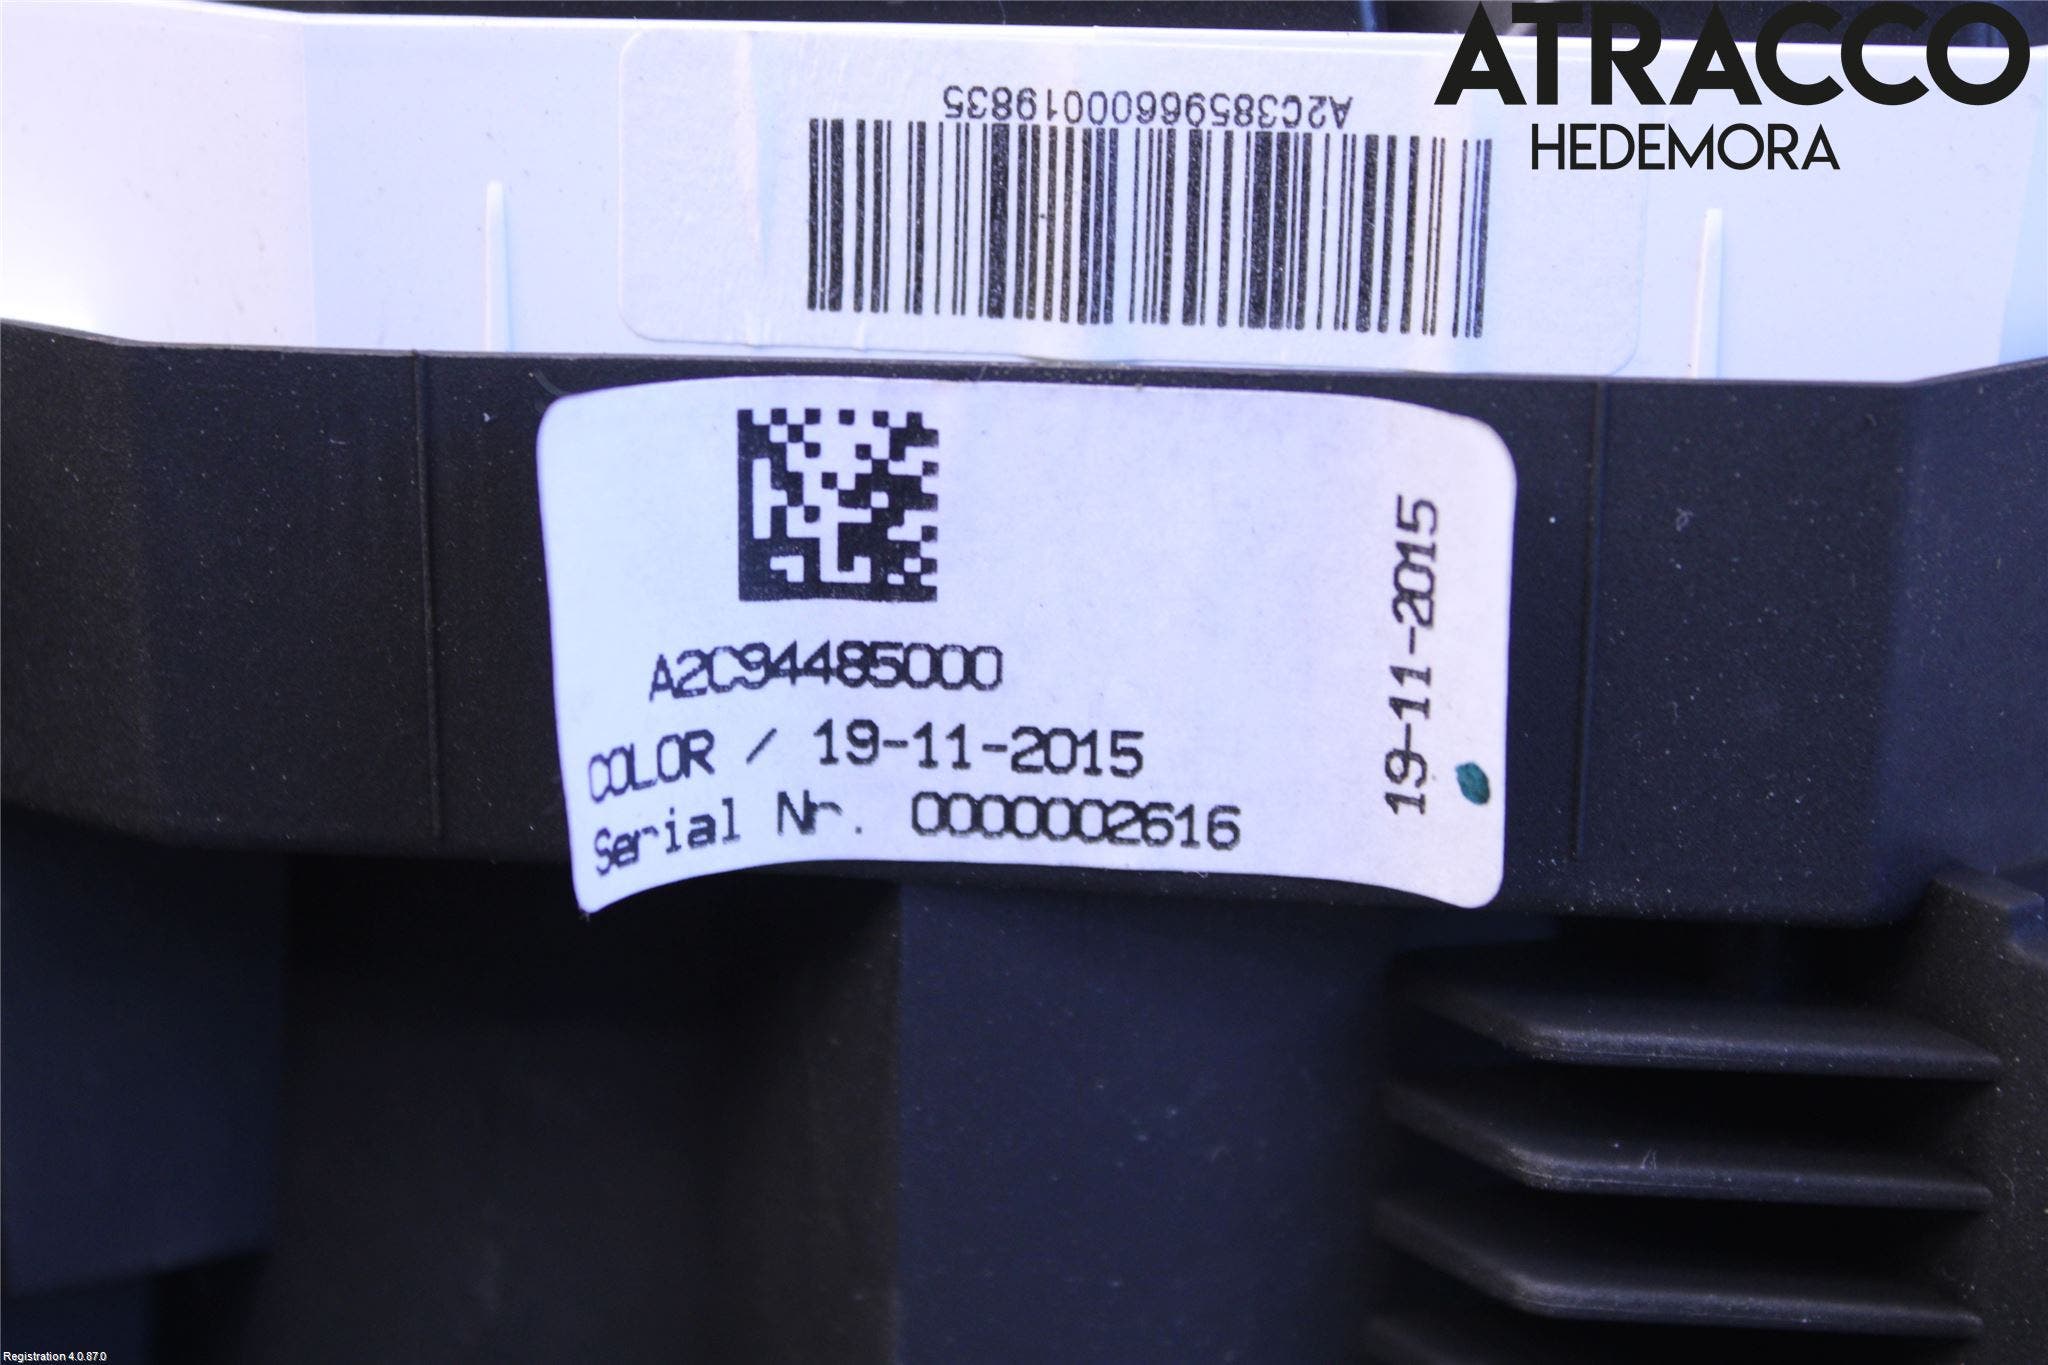 ATRACCO
HEDEMORA
A2C38596600019835
A2C94485000
COLOR / 19-11-2015
Serial Nr. 0000002616
19-11-2015
Registration 4.0.87.0